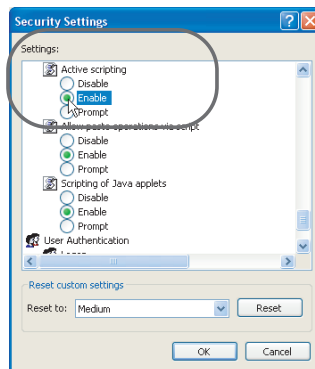 Security Settings
Settings:
Active scripting
Disable
Enable
Prompt
Allow paste operations via script
Disable
Enable
Prompt
Scripting of Java applets
Disable
Enable
Prompt
User Authentication
Logon
Reset custom settings
Reset to: Medium Reset
OK Cancel